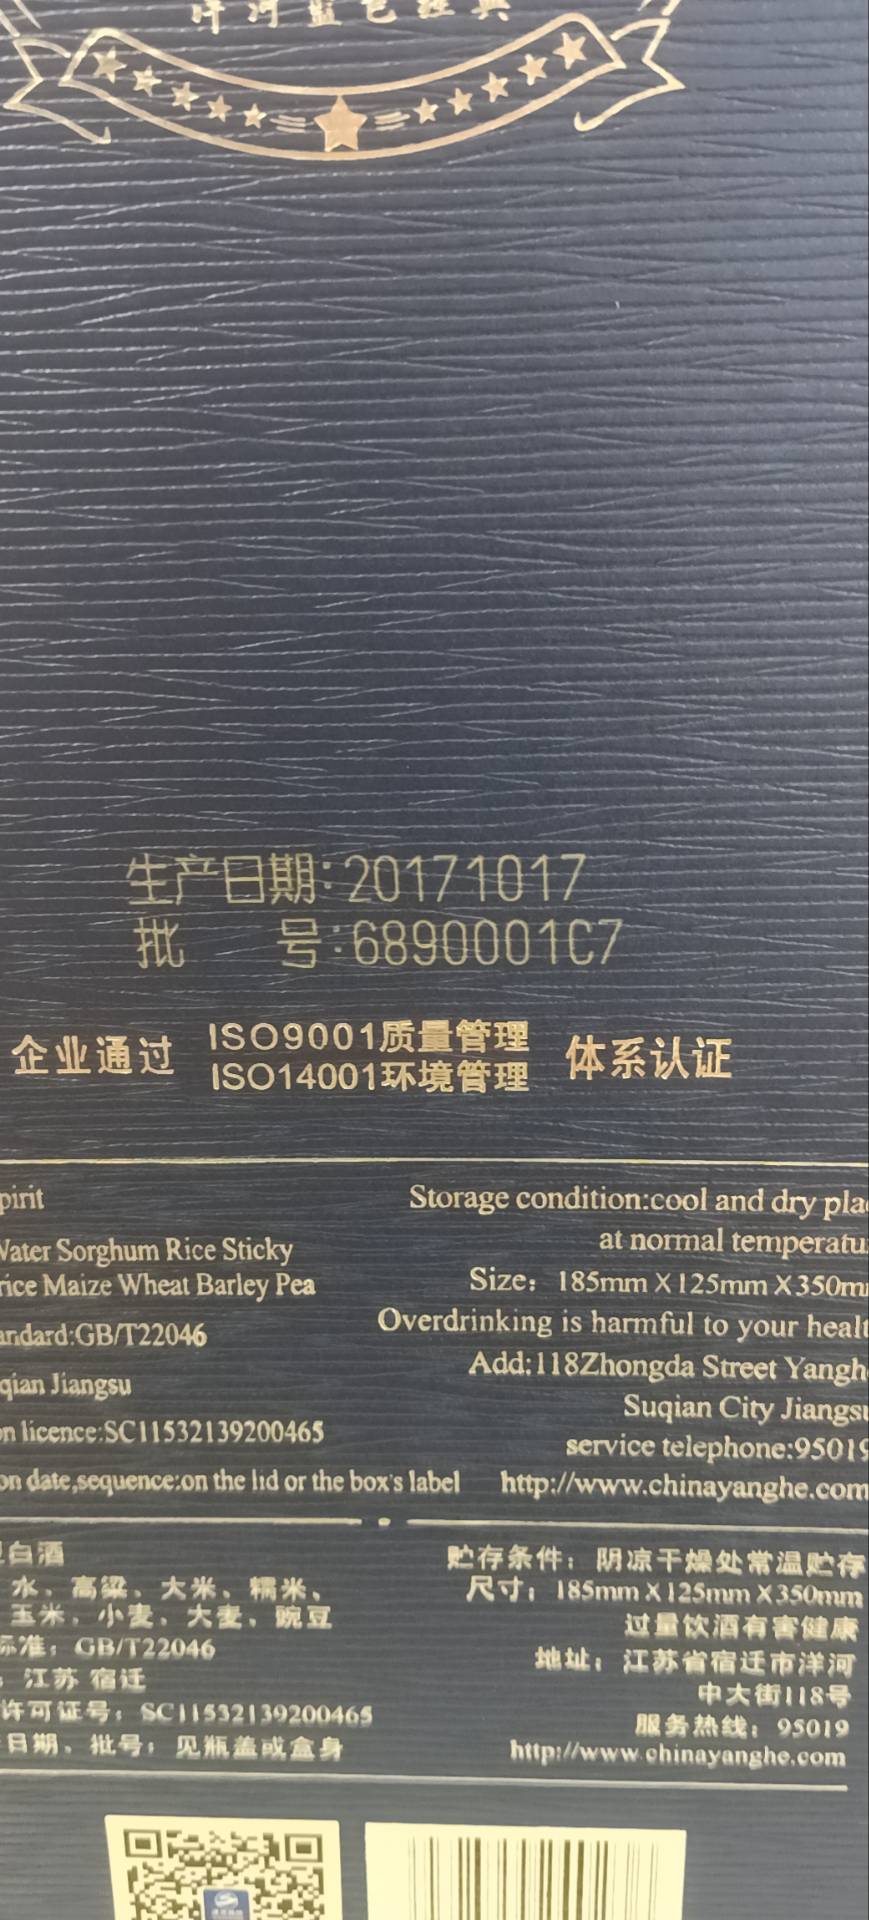 洋河蓝色经典
生产日期:20171017
批 号:6890001C7
企业通过 ISO9001质量管理 体系认证
ISO14001环境管理
pirit
Water Sorghum Rice Sticky
rice Maize Wheat Barley Pea
andard:GB/T22046
qian Jiangsu
on licence:SC11532139200465
on date,sequence:on the lid or the box's label
Storage condition:cool and dry pla
at normal temperatu
Size: 185mm X 125mm X 350m
Overdrinking is harmful to your healt
Add:118Zhongda Street Yangh
Suqian City Jiangs
service telephone:95019
http://www.chinayanghe.com
白酒
水、高粱、大米、糯米、
玉米、小麦、大麦、豌豆
标准：GB/T22046
：江苏 宿迁
许可证号：SC11532139200465
日期、批号：见瓶盖或盒身
贮存条件：阴凉干燥处常温贮存
尺寸：185mm X 125mm X 350mm
过量饮酒有害健康
地址：江苏省宿迁市洋河
中大街118号
服务热线：95019
http://www.chinayanghe.com